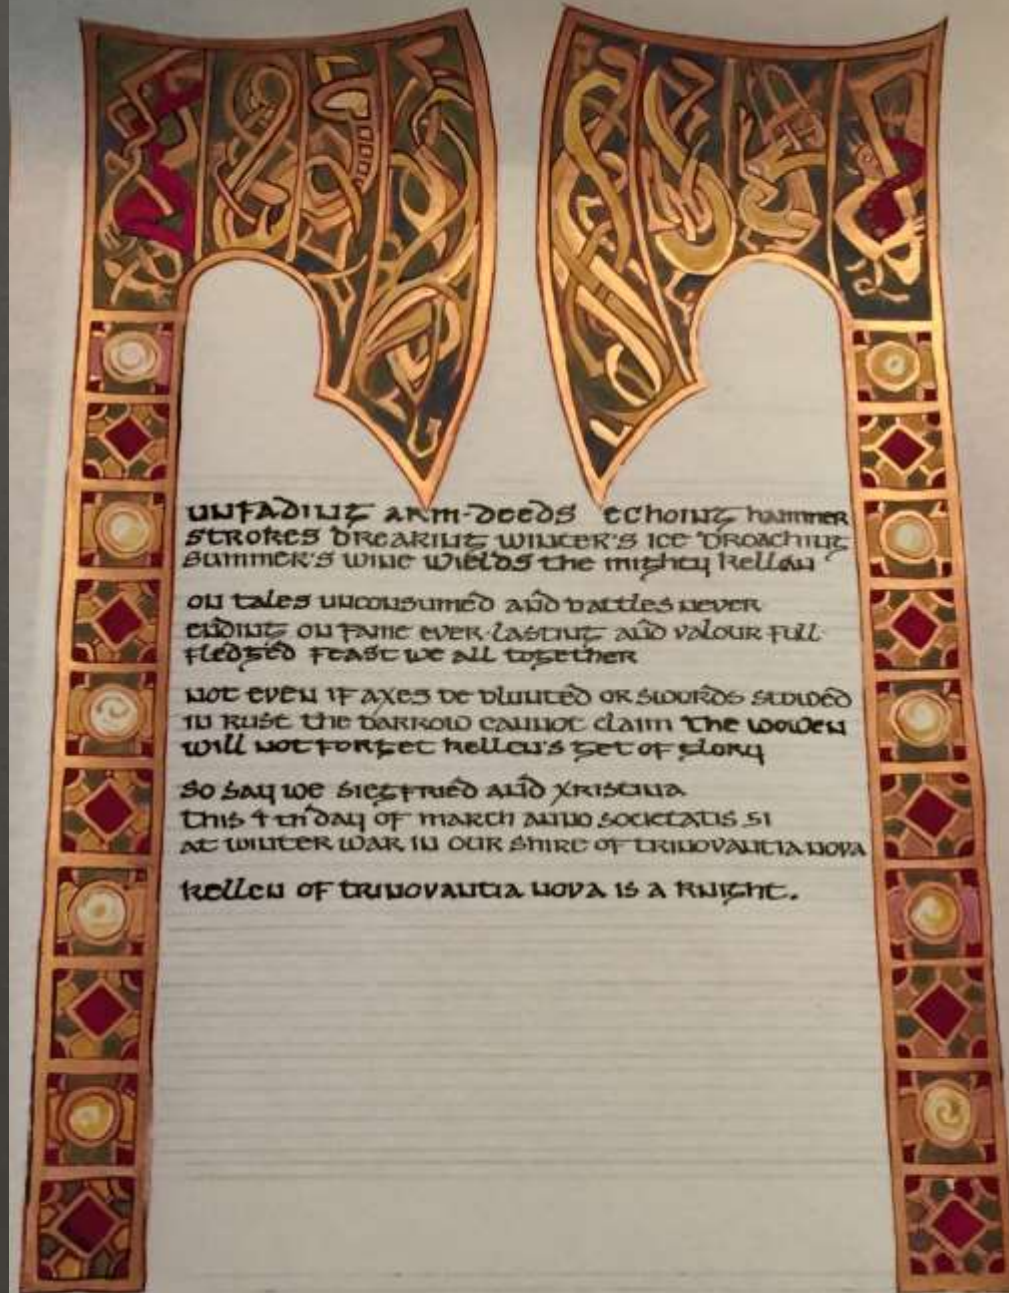 unfading arm-deeds echoing hammer
strokes breaking winter's ice broaching
summer's wine wields the mighty kellen
on tales unconsumed and battles never
ending on fame ever-lasting and valour full-
fledged feast we all together
not even if axes be blunted or swords stowed
in rust the barrow cannot claim the woven
will not forget kellen's get of glory
so say we siegfried and xristina
this 4th day of march anno societatis 51
at winter war in our shire of trinovantia nova
kellen of trinovantia nova is a knight.